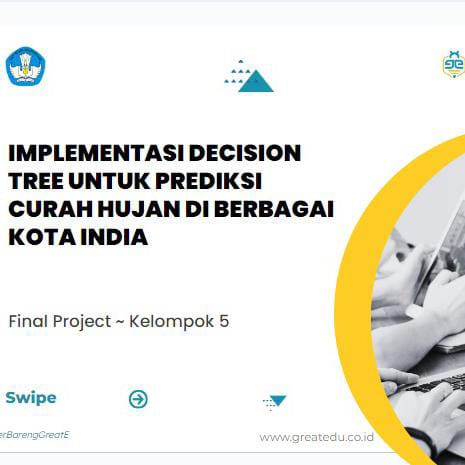 IMPLEMENTASI DECISION
TREE UNTUK PREDIKSI
CURAH HUJAN DI BERBAGAI
KOTA INDIA
Final Project ~ Kelompok 5
Swipe
erBarengGreatE
www.greatedu.co.id